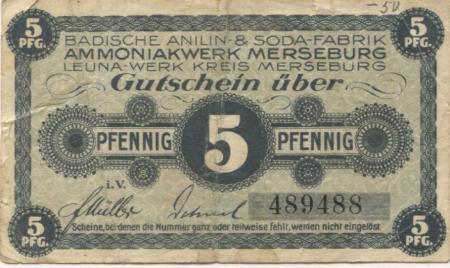 5 PFG. 5 PFG.
—50
BADISCHE ANILIN-& SODA-FABRIK
AMMONIAKWERK MERSEBURG
LEUNA-WERK KREIS MERSEBURG
Gutschein über
PFENNIG 5 PFENNIG
i.V.
489488
Scheine, bei denen die Nummer ganz oder teilweise fehlt, werden nicht eingelöst
5 PFG. 5 PFG.